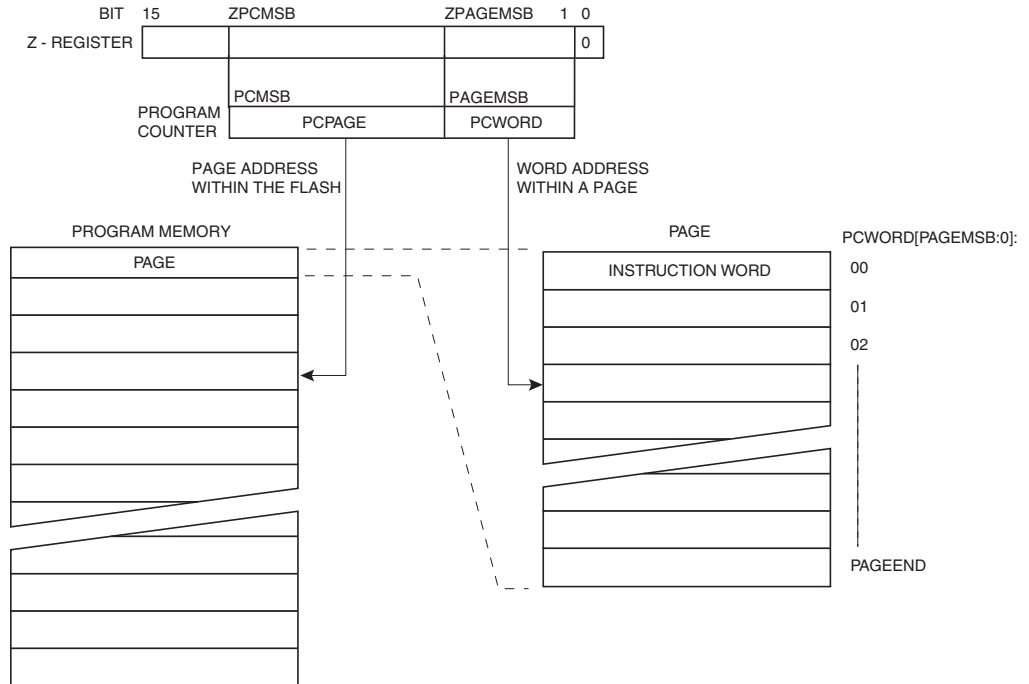 BIT 15 ZPCMSB ZPAGEMSB 1 0
Z - REGISTER 0
PCMSB PAGEMSB
PROGRAM
COUNTER
PCPAGE PCWORD
PAGE ADDRESS
WITHIN THE FLASH
WORD ADDRESS
WITHIN A PAGE
PROGRAM MEMORY
PAGE
PAGE
INSTRUCTION WORD
PCWORD[PAGEMSB:0]:
00
01
02
PAGEEND